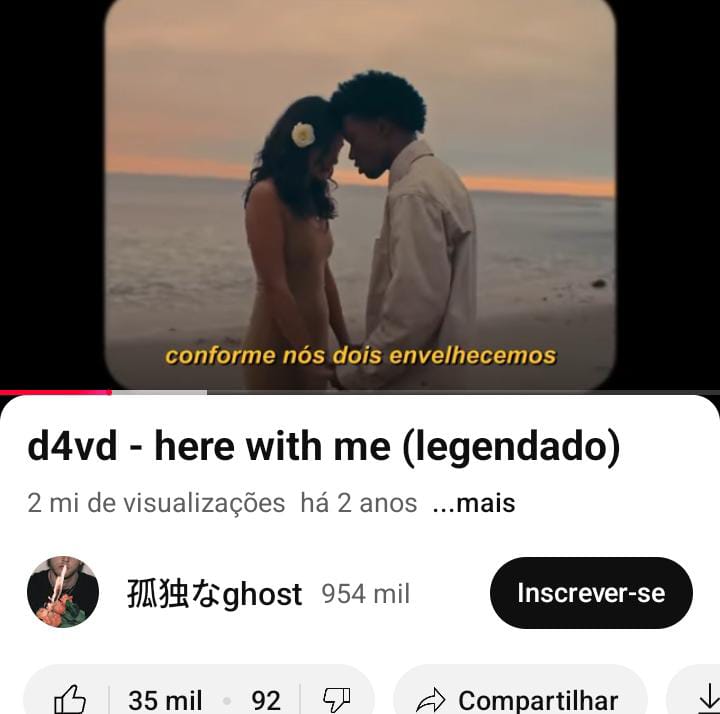 conforme nós dois envelhecemos
d4vd - here with me (legendado)
2 mi de visualizações há 2 anos ...mais
孤独なghost 954 mil Inscrever-se
35 mil 92 Compartilhar